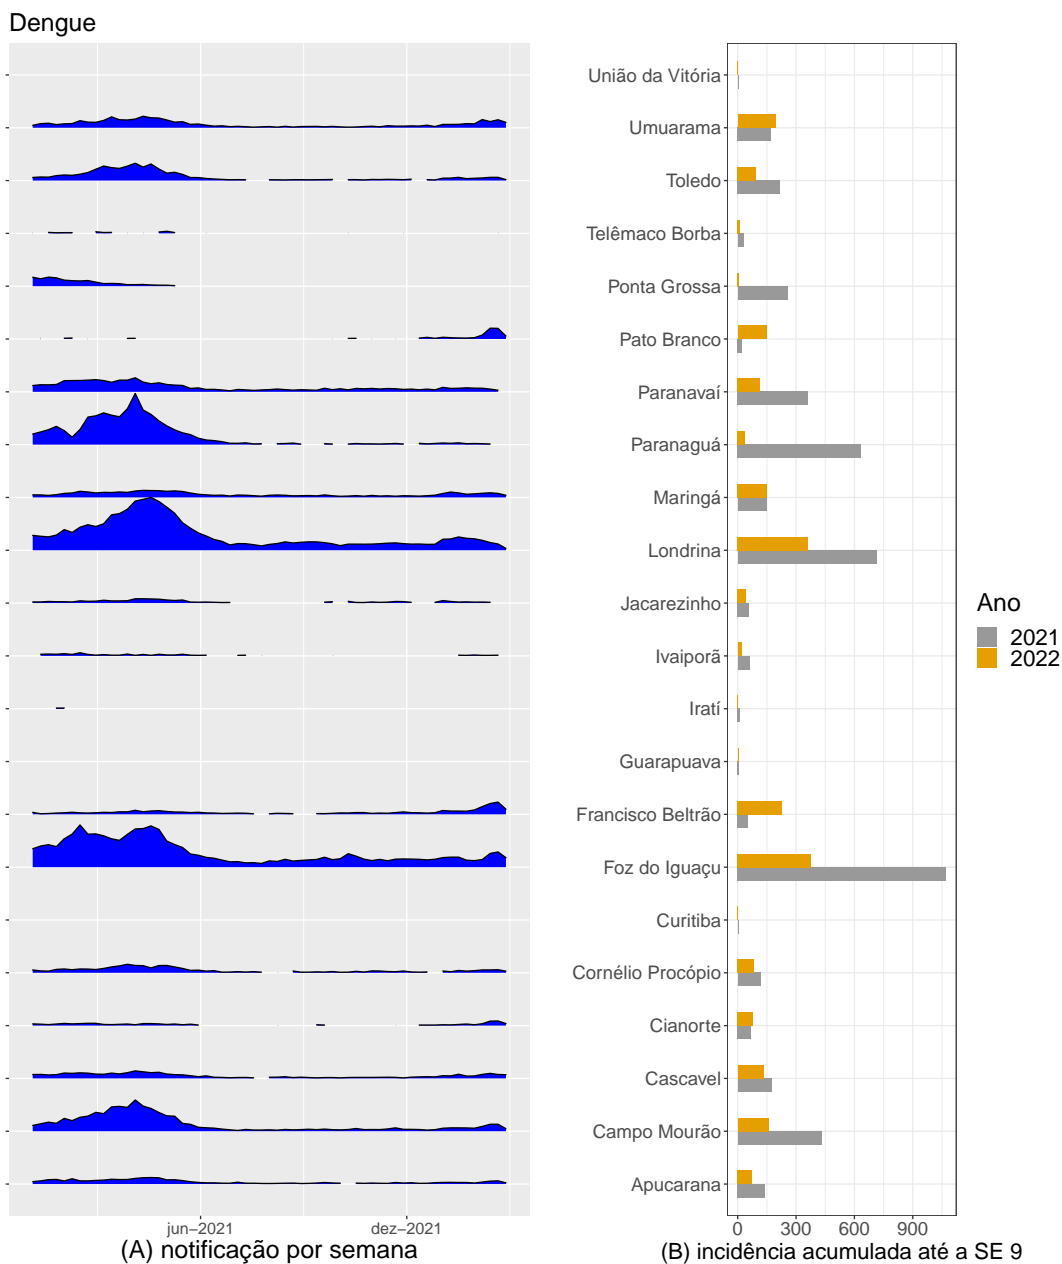 Dengue
União da Vitória
Umuarama
Toledo
Telêmaco Borba
Ponta Grossa
Pato Branco
Paranavaí
Paranaguá
Maringá
Londrina
Jacarezinho
Ivaiporã
Iratí
Guarapuava
Francisco Beltrão
Foz do Iguaçu
Curitiba
Cornélio Procópio
Cianorte
Cascavel
Campo Mourão
Apucarana
Ano
2021
2022
jun−2021 dez−2021
(A) notificação por semana
0 300 600 900
(B) incidência acumulada até a SE 9